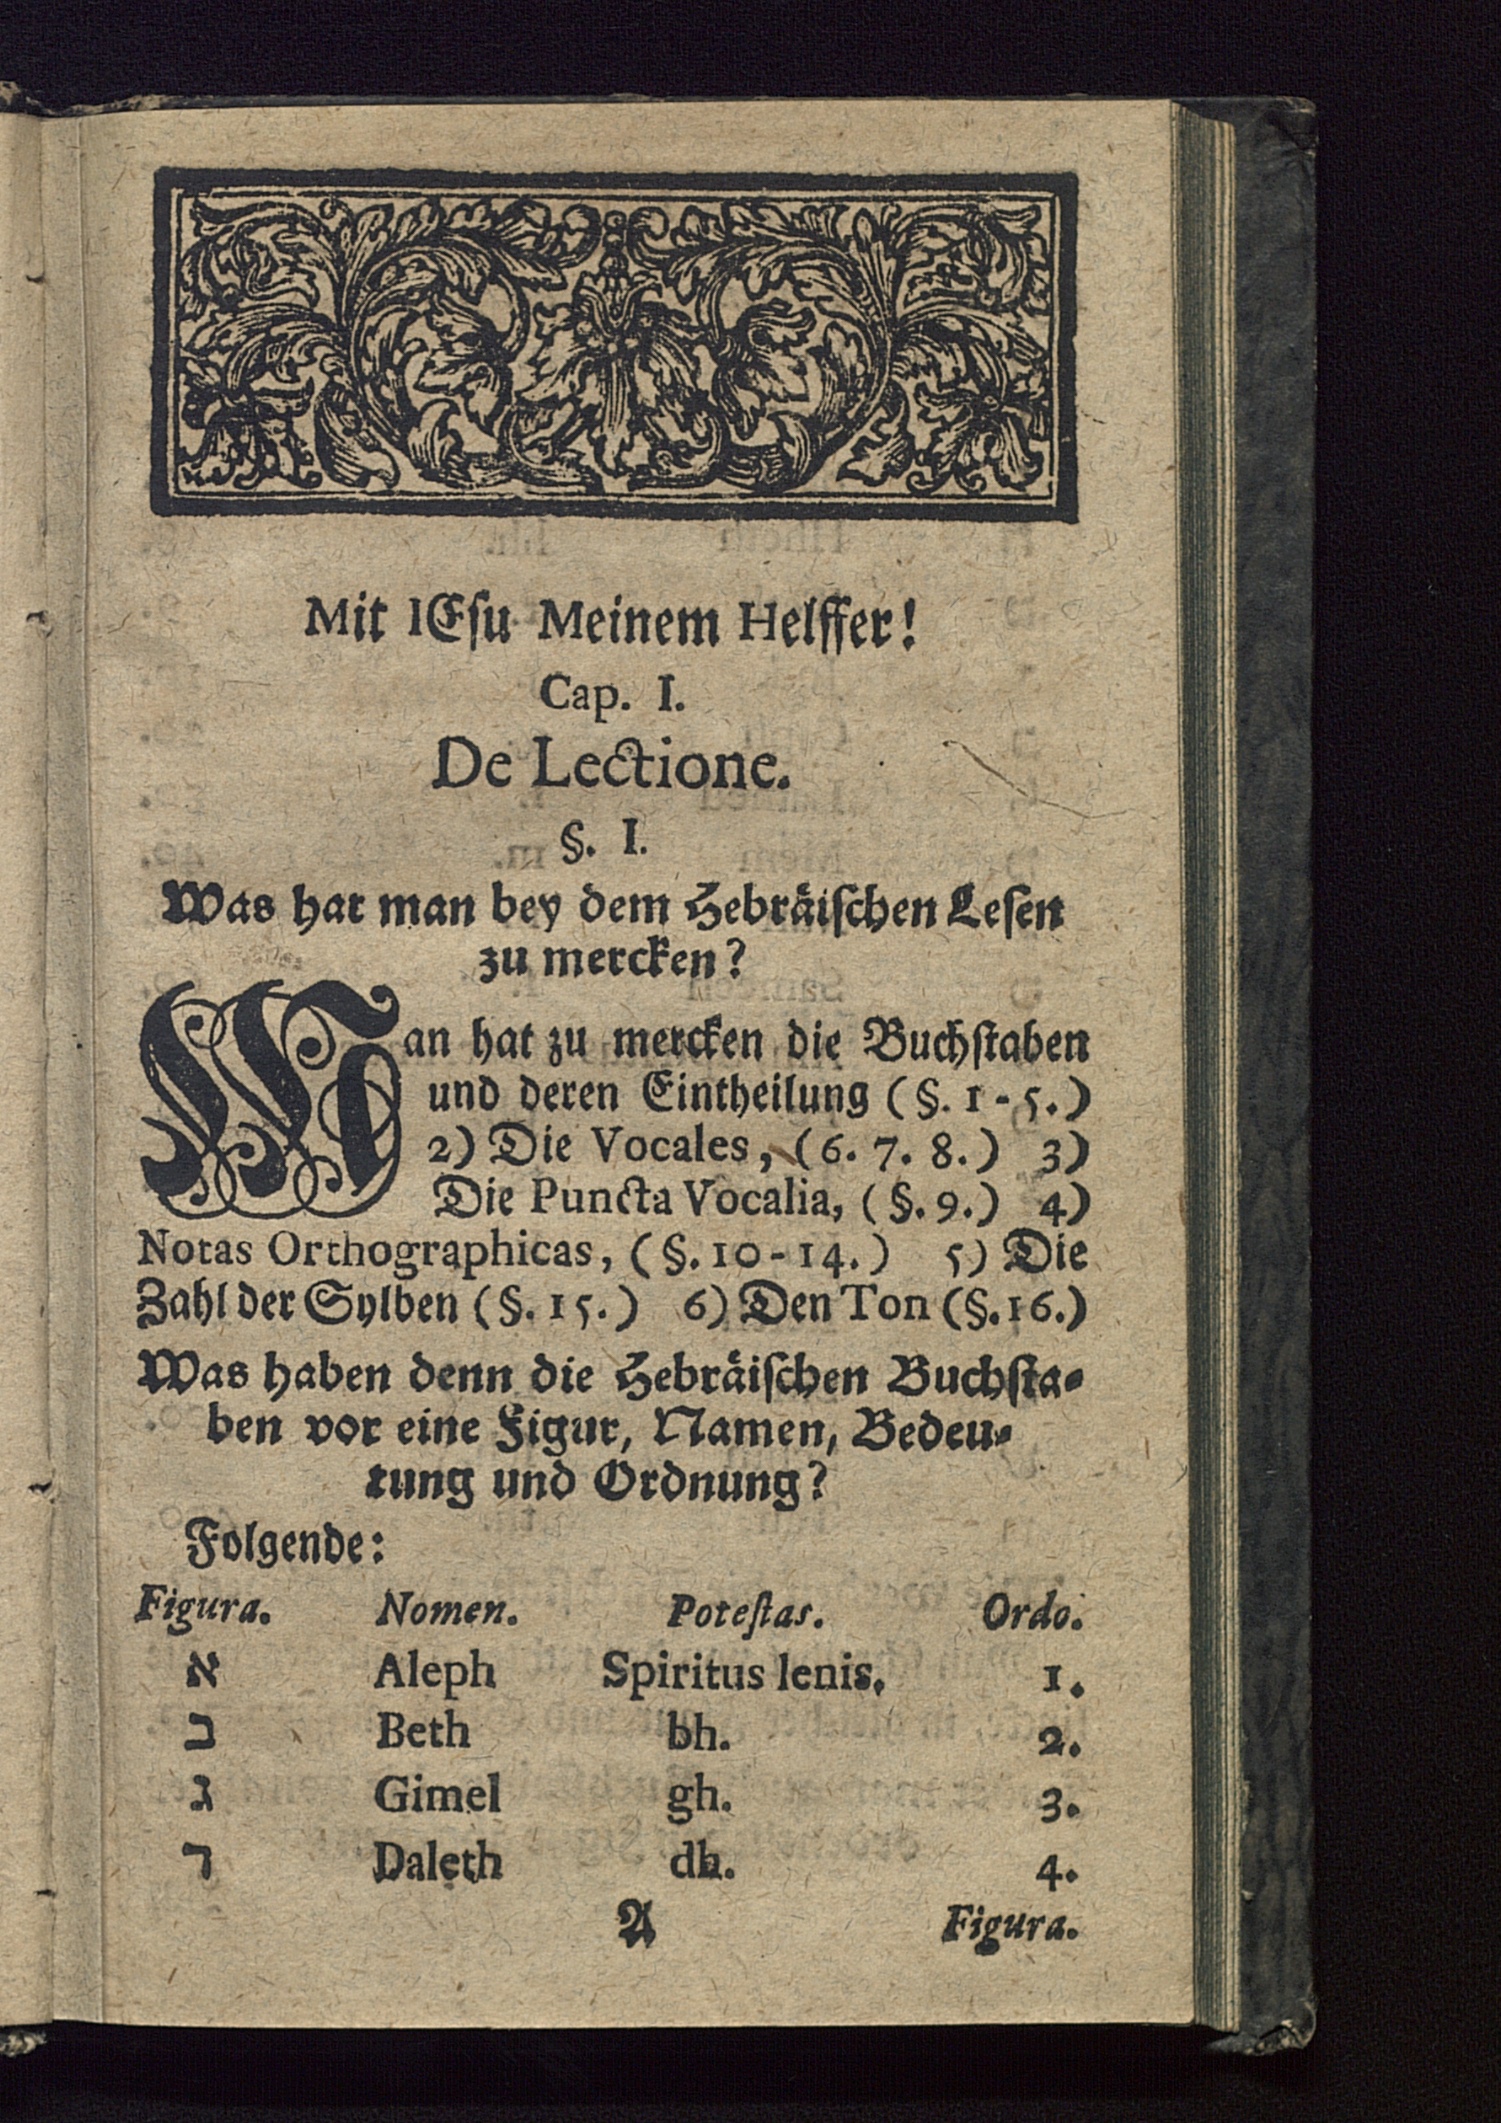 Mit IEſu Meinem Helffer!
Cap. I.
De Lectione.
§. I.
Was hat man bey dem Hebräiſchen Leſen
zu mercken?
Man hat zu mercken die Buchſtaben
und deren Eintheilung (§. 1-5.)
2) Die Vocales, (6. 7. 8.) 3)
Die Puncta Vocalia, (§. 9.) 4)
Notas Orthographicas, (§. 10-14.) 5) Die
Zahl der Sylben (§. 15.) 6) Den Ton (§. 16.)
Was haben denn die Hebräiſchen Buchſta-
ben vor eine Figur, Namen, Bedeu-
tung und Ordnung?
Folgende:
Figura. Nomen. Poteſtas. Ordo.
א Aleph Spiritus lenis. 1.
ב Beth bh. 2.
ג Gimel gh. 3.
ד Daleth dh. 4.
A Figura.